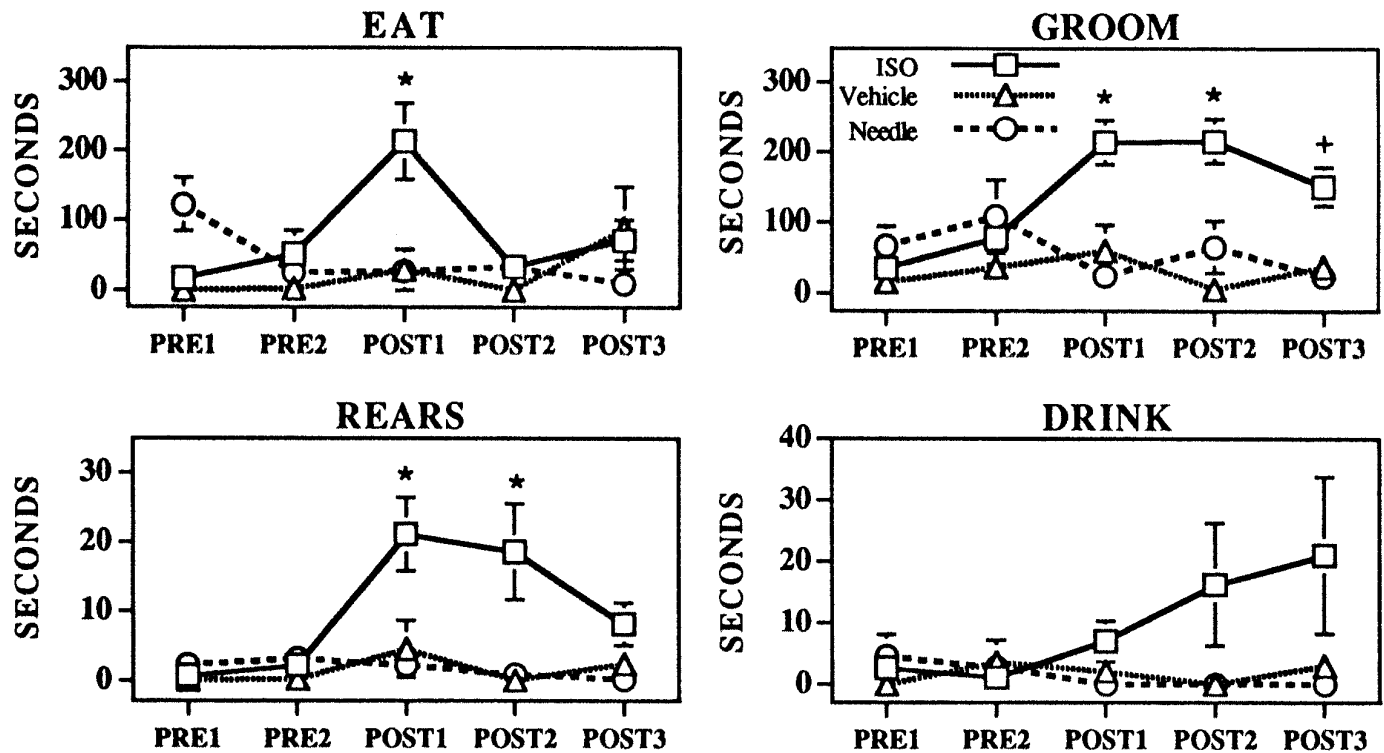 EAT
SECONDS
300
200
100
0
PRE1 PRE2 POST1 POST2 POST3
*
GROOM
SECONDS
300
200
100
0
ISO
Vehicle
Needle
* *
+
PRE1 PRE2 POST1 POST2 POST3
REARS
SECONDS
30
20
10
0
* *
PRE1 PRE2 POST1 POST2 POST3
DRINK
SECONDS
40
30
20
10
0
PRE1 PRE2 POST1 POST2 POST3